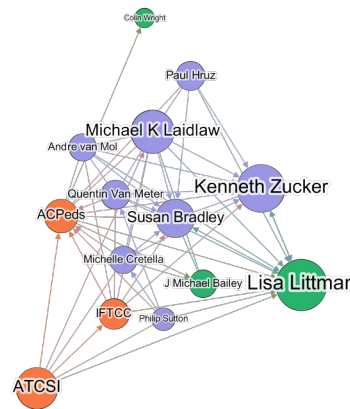 Colin Wright
Paul Hruz
Michael K Laidlaw
Andre van Mol
Kenneth Zucker
Quentin Van Meter
ACPeds
Susan Bradley
Michelle Cretella
J Michael Bailey
Lisa Littman
IFTCC
Philip Sutton
ATCSI